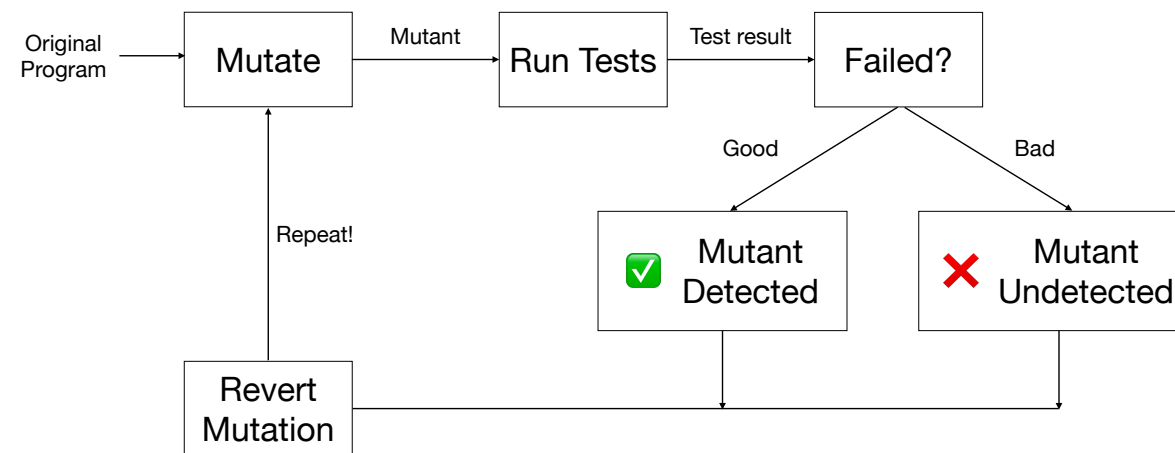 Original
Program
Mutate
Mutant
Run Tests
Test result
Failed?
Good
Bad
Mutant
Detected
Mutant
Undetected
Repeat!
Revert
Mutation